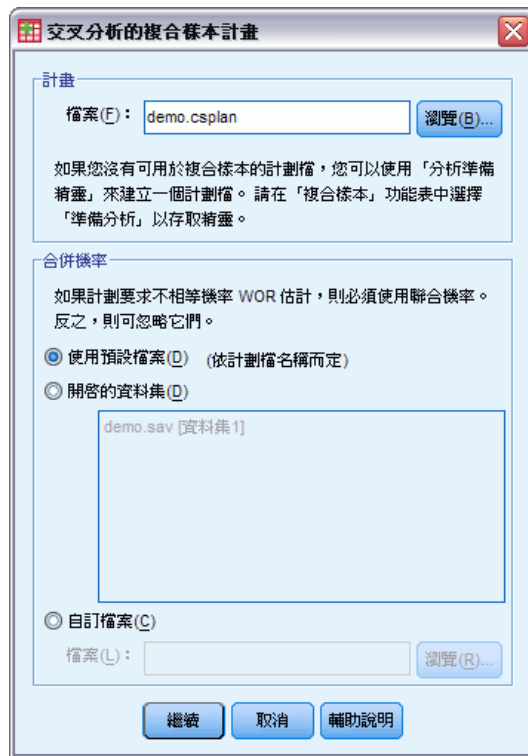 交叉分析的複合樣本計畫
計畫
檔案(F)： demo.csplan 瀏覽(B)...
如果您沒有可用於複合樣本的計劃檔，您可以使用「分析準備
精靈」來建立一個計劃檔。 請在「複合樣本」功能表中選擇
「準備分析」以存取精靈。
合併機率
如果計畫要求不相等機率 WOR 估計，則必須使用聯合機率。
反之，則可忽略它們。
使用預設檔案(D) (依計劃檔名稱而定)
開啓的資料集(D)
demo.sav [資料集1]
自訂檔案(C)
檔案(L)： 瀏覽(R)...
繼續 取消 輔助說明